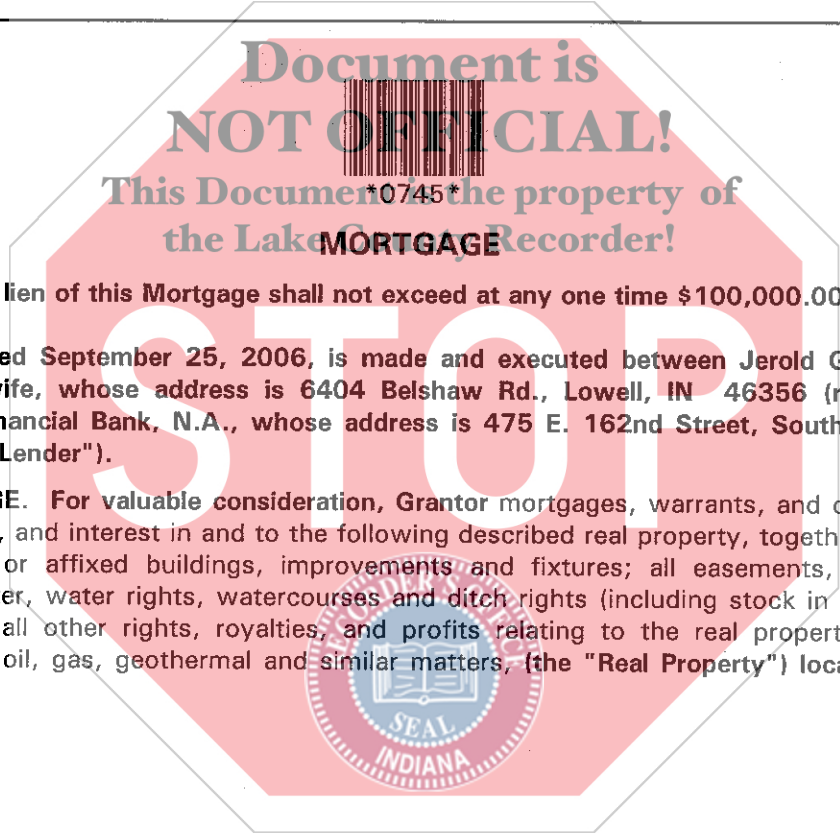 Document is
NOT OFFICIAL!
*0745*
This Document is the property of
the Lake County Recorder!
MORTGAGE
lien of this Mortgage shall not exceed at any one time $100,000.00
ed September 25, 2006, is made and executed between Jerold G
ife, whose address is 6404 Belshaw Rd., Lowell, IN 46356 (r
nancial Bank, N.A., whose address is 475 E. 162nd Street, South
Lender").
STOP
GE. For valuable consideration, Grantor mortgages, warrants, and c
, and interest in and to the following described real property, togeth
or affixed buildings, improvements and fixtures; all easements,
er, water rights, watercourses and ditch rights (including stock in
all other rights, royalties, and profits relating to the real propert
oil, gas, geothermal and similar matters, (the "Real Property") loca
RECORDER'S OFFICE
SEAL
INDIANA